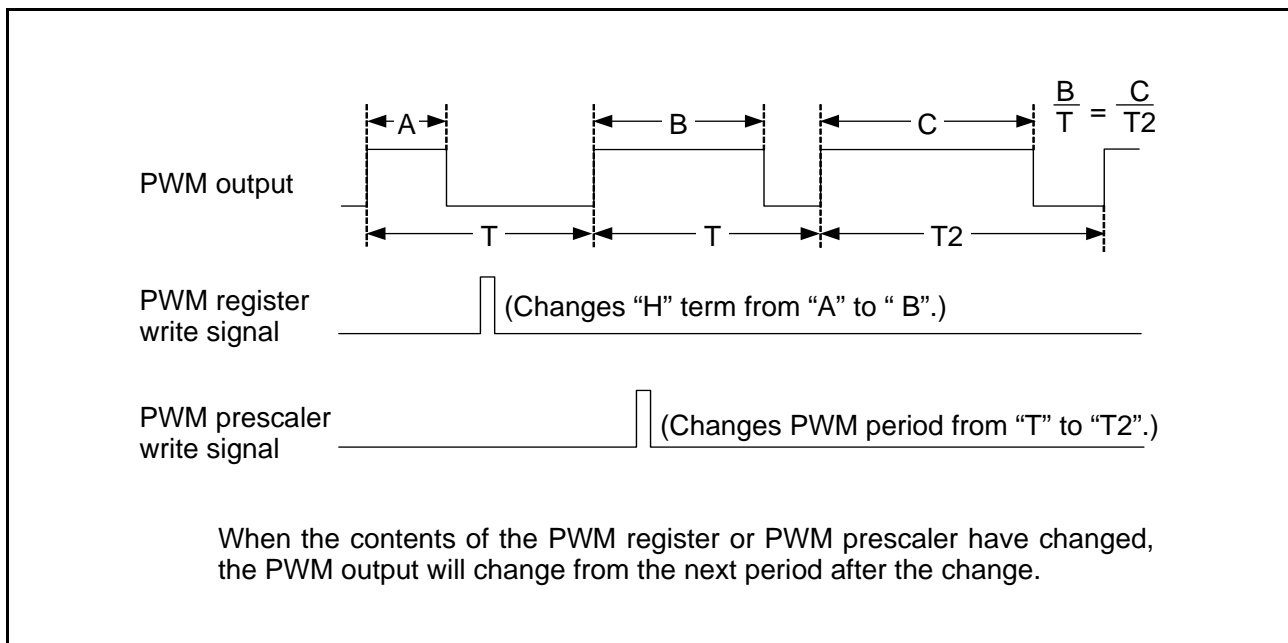 A
B
C
B/T = C/T2
PWM output
T
T
T2
PWM register
write signal
(Changes “H” term from “A” to “ B”.)
PWM prescaler
write signal
(Changes PWM period from “T” to “T2”.)
When the contents of the PWM register or PWM prescaler have changed,
the PWM output will change from the next period after the change.